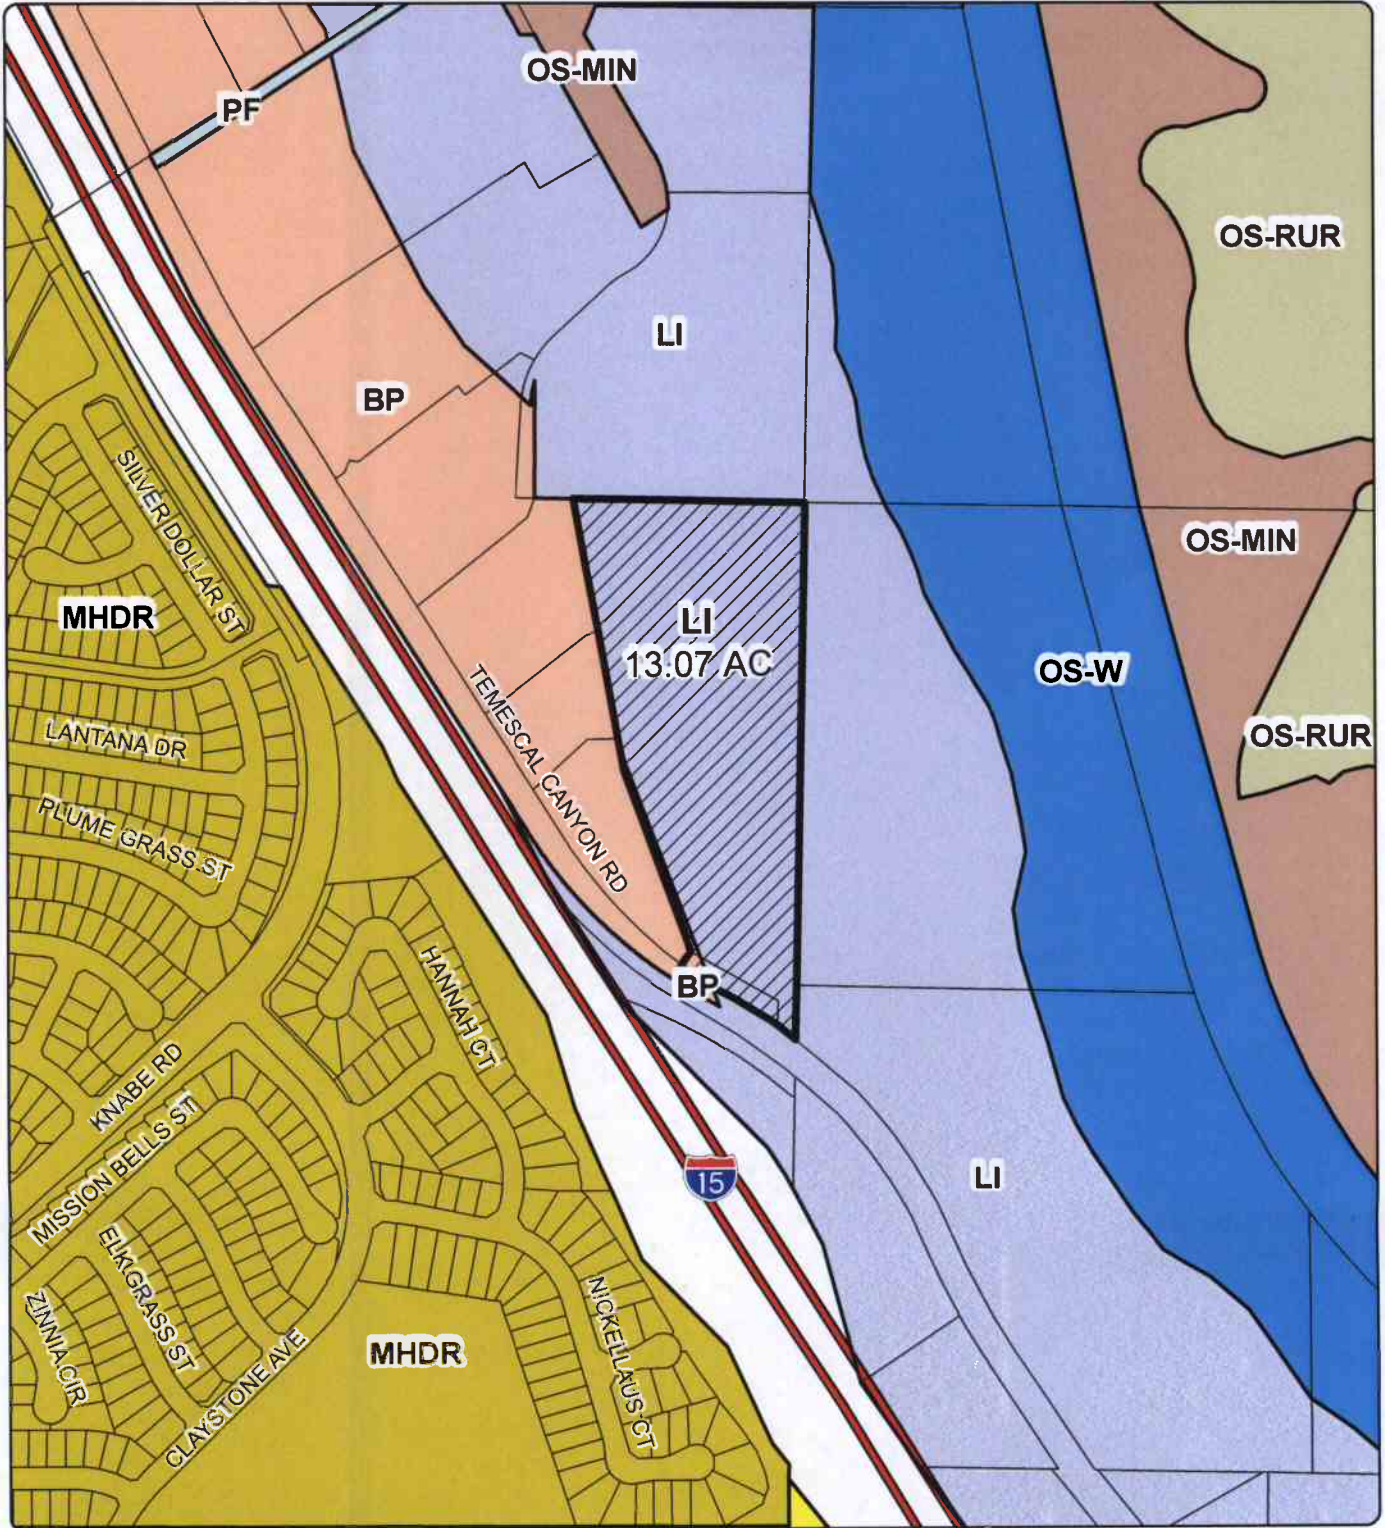 OS-MIN
PF
OS-RUR
LI
BP
SILVER DOLLAR ST
OS-MIN
MHDR
LI
13.07 AC
OS-W
TEMESCAL CANYON RD
LANTANA DR
OS-RUR
PLUME GRASS ST
HANNAH CT
BP
KNABE RD
MISSION BELLS ST
15
LI
ELKGRASS ST
ZINNIA CIR
NICKELLAUS CT
MHDR
CLAYSTONE AVE